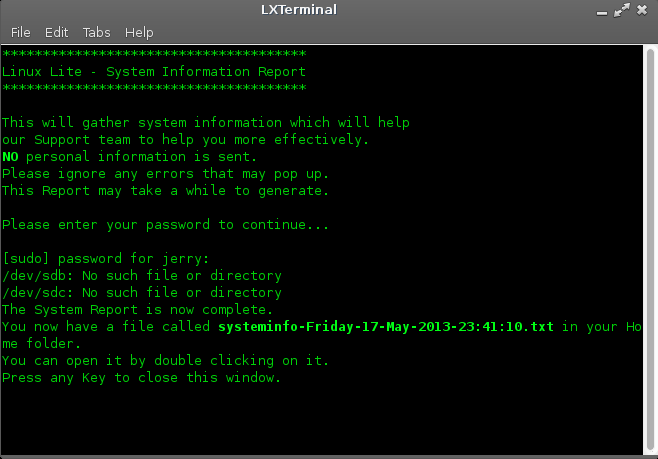 LXTerminal
File Edit Tabs Help
**************************************
Linux Lite - System Information Report
**************************************
This will gather system information which will help
our Support team to help you more effectively.
NO personal information is sent.
Please ignore any errors that may pop up.
This Report may take a while to generate.
Please enter your password to continue...
[sudo] password for jerry:
/dev/sdb: No such file or directory
/dev/sdc: No such file or directory
The System Report is now complete.
You now have a file called systeminfo-Friday-17-May-2013-23:41:10.txt in your Ho
me folder.
You can open it by double clicking on it.
Press any Key to close this window.